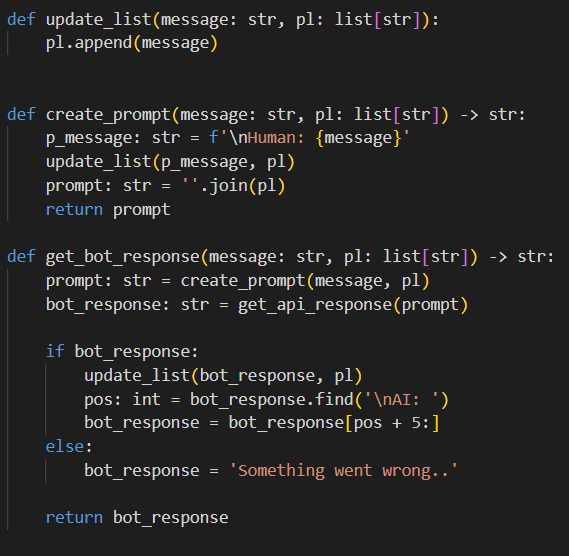 def update_list(message: str, pl: list[str]):
    pl.append(message)
def create_prompt(message: str, pl: list[str]) -> str:
    p_message: str = f'\nHuman: {message}'
    update_list(p_message, pl)
    prompt: str = ''.join(pl)
    return prompt
def get_bot_response(message: str, pl: list[str]) -> str:
    prompt: str = create_prompt(message, pl)
    bot_response: str = get_api_response(prompt)
    if bot_response:
        update_list(bot_response, pl)
        pos: int = bot_response.find('\nAI: ')
        bot_response = bot_response[pos + 5:]
    else:
        bot_response = 'Something went wrong..'
    return bot_response